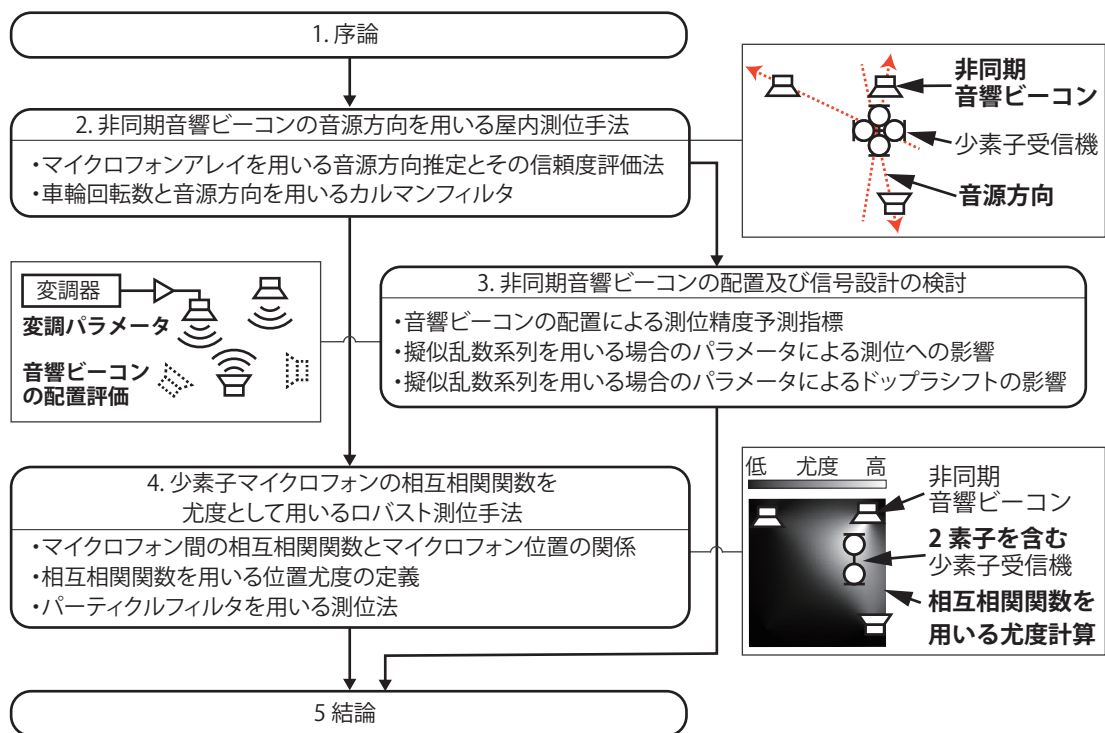 1. 序論
2. 非同期音響ビーコンの音源方向を用いる屋内測位手法
・マイクロフォンアレイを用いる音源方向推定とその信頼度評価法
・車輪回転数と音源方向を用いるカルマンフィルタ
非同期
音響ビーコン
少素子受信機
音源方向
変調器
変調パラメータ
音響ビーコン
の配置評価
3. 非同期音響ビーコンの配置及び信号設計の検討
・音響ビーコンの配置による測位精度予測指標
・擬似乱数系列を用いる場合のパラメータによる測位への影響
・擬似乱数系列を用いる場合のパラメータによるドップラシフトの影響
4. 少素子マイクロフォンの相互相関関数を
尤度として用いるロバスト測位手法
・マイクロフォン間の相互相関関数とマイクロフォン位置の関係
・相互相関関数を用いる位置尤度の定義
・パーティクルフィルタを用いる測位法
低 尤度 高
非同期
音響ビーコン
2 素子を含む
少素子受信機
相互相関関数を
用いる尤度計算
5 結論